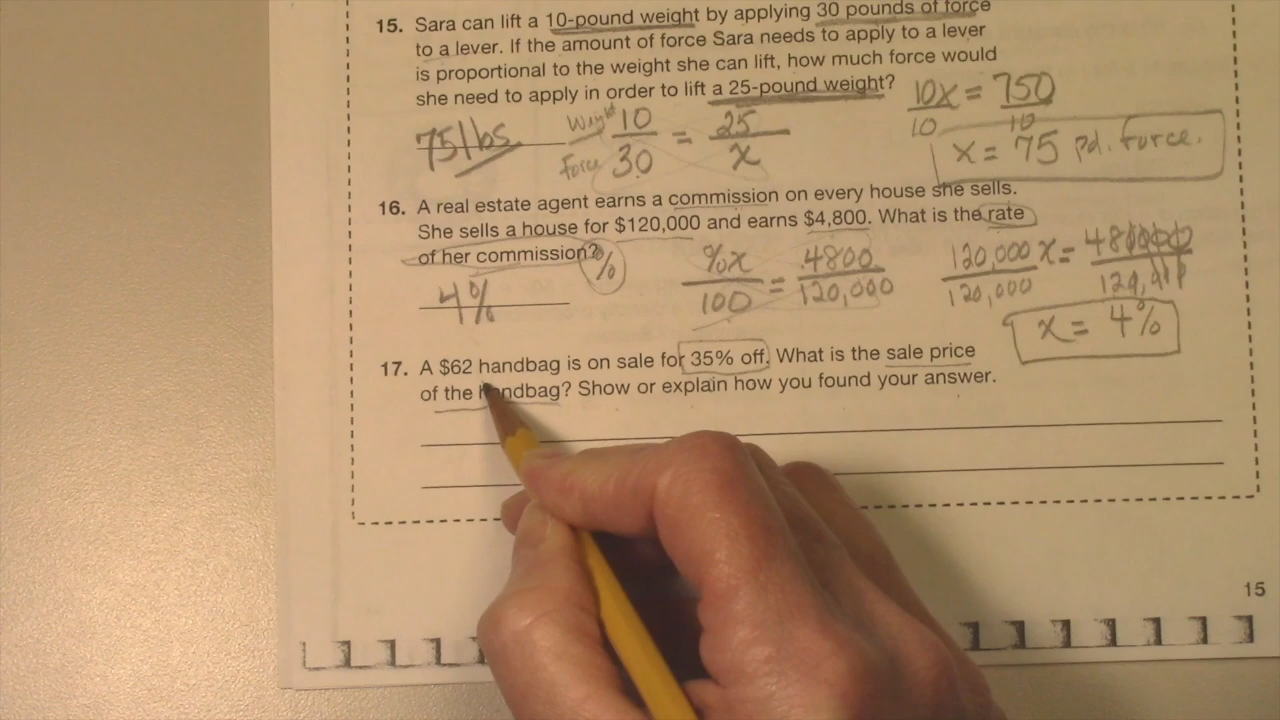 15. Sara can lift a 10-pound weight by applying 30 pounds of force
to a lever. If the amount of force Sara needs to apply to a lever
is proportional to the weight she can lift, how much force would
she need to apply in order to lift a 25-pound weight?
10x = 750
10 10
75 lbs Weight 10 = 25
Force 30 x
x = 75 pd. force.
16. A real estate agent earns a commission on every house she sells.
She sells a house for $120,000 and earns $4,800. What is the rate
of her commission? %
4% %x = 4800
100 120,000
120,000 x = 480000
120,000
x = 4%
17. A $62 handbag is on sale for 35% off. What is the sale price
of the handbag? Show or explain how you found your answer.
15